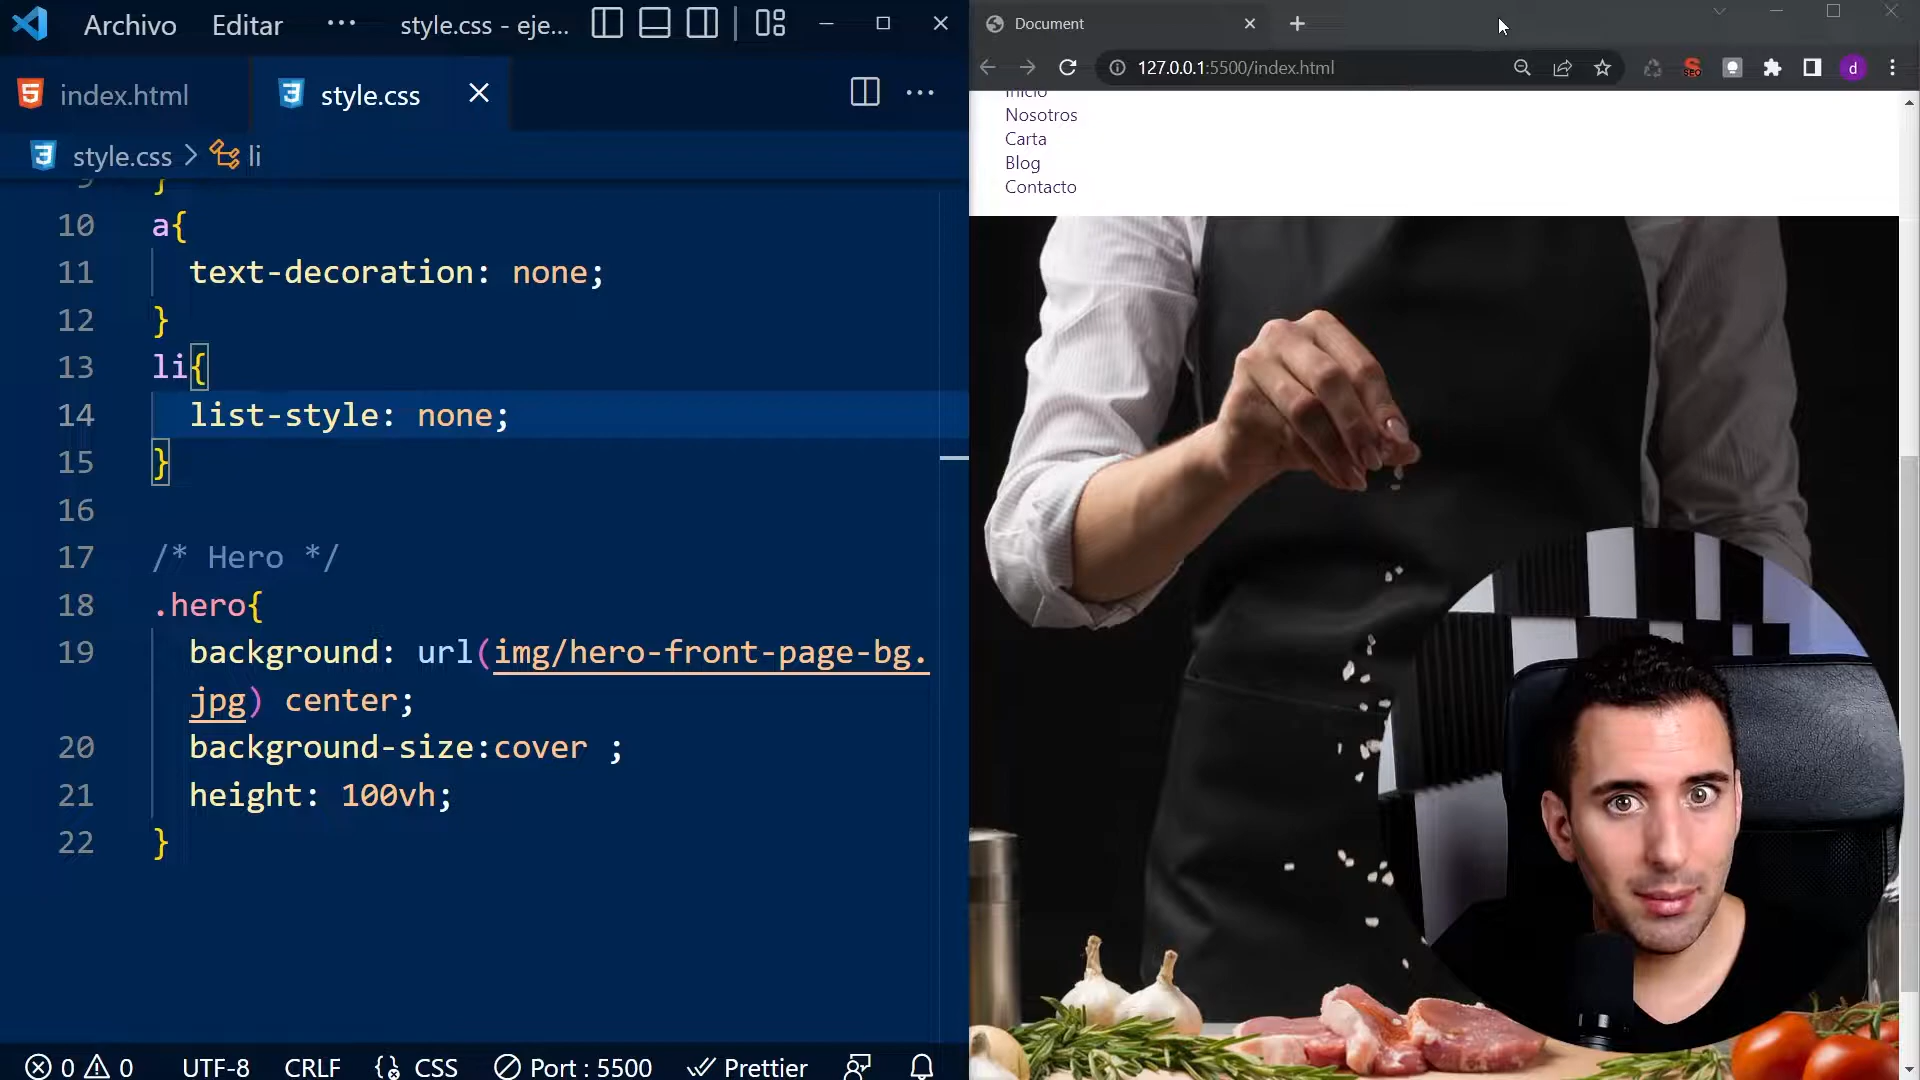 Archivo Editar ··· style.css - eje...
index.html style.css
style.css > li
9 }
10 a{
11 text-decoration: none;
12 }
13 li{
14 list-style: none;
15 }
16
17 /* Hero */
18 .hero{
19 background: url(img/hero-front-page-bg.
jpg) center;
20 background-size:cover ;
21 height: 100vh;
22 }
0 0 UTF-8 CRLF CSS Port : 5500 Prettier
Document
127.0.0.1:5500/index.html
SEO
d
Inicio
Nosotros
Carta
Blog
Contacto